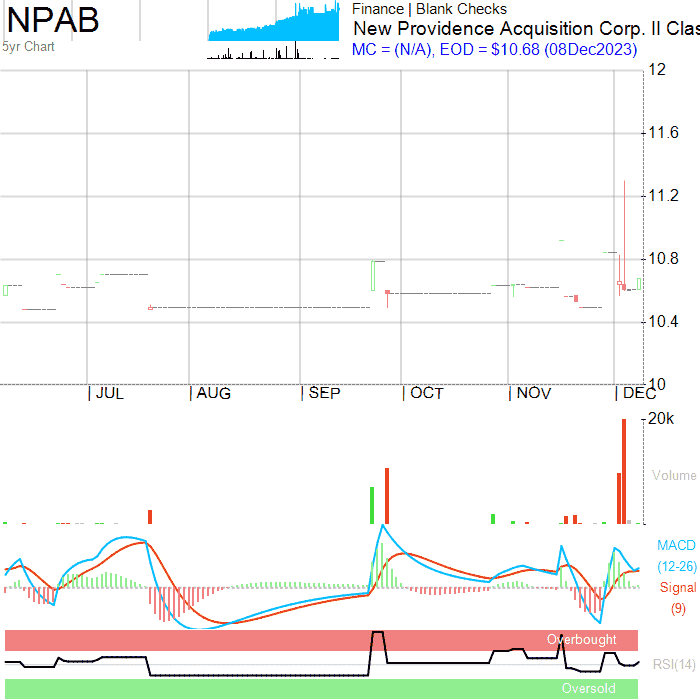 NPAB
5yr Chart
Finance | Blank Checks
New Providence Acquisition Corp. II Clas
MC = (N/A), EOD = $10.68 (08Dec2023)
12
11.6
11.2
10.8
10.4
10
JUL
AUG
SEP
OCT
NOV
DEC
20k
Volume
MACD
(12-26)
Signal
(9)
Overbought
RSI(14)
Oversold